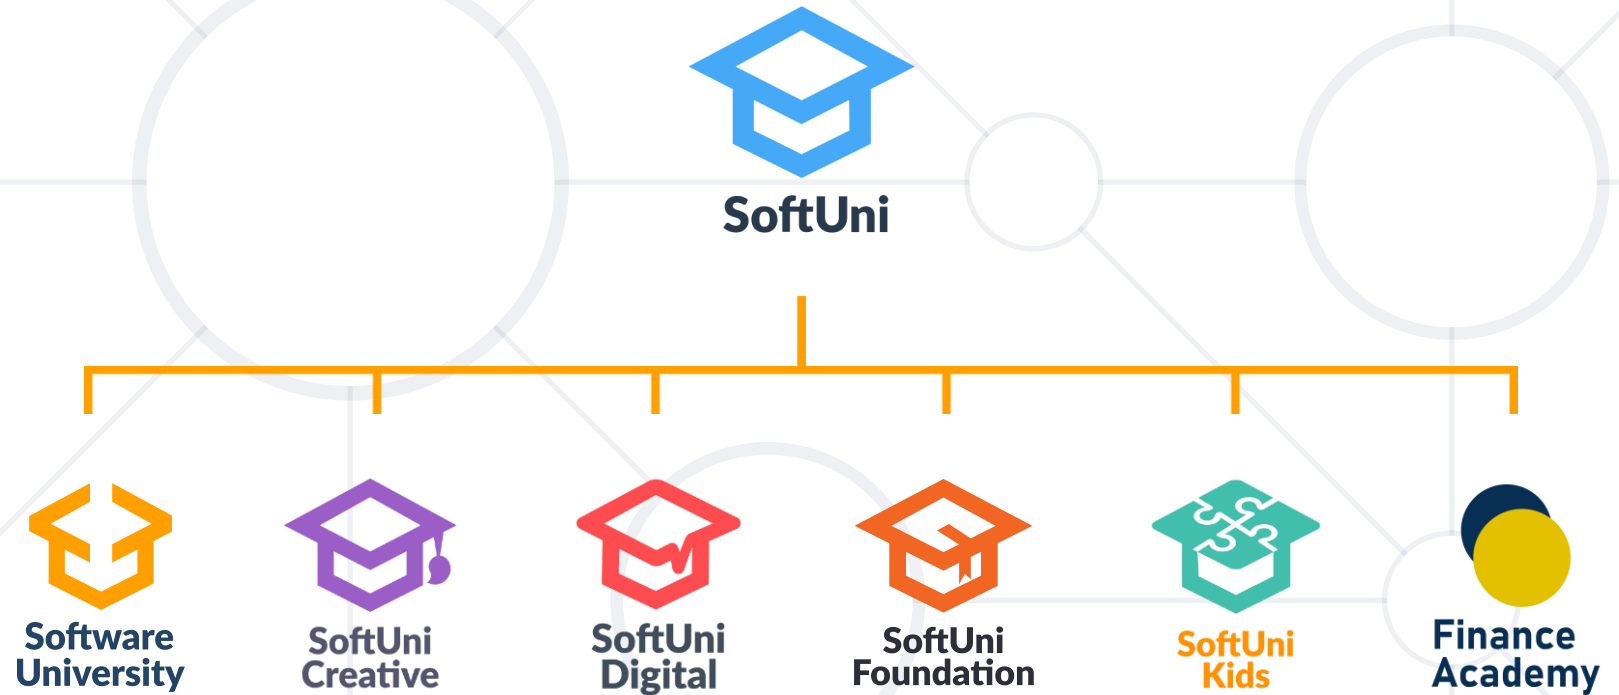 SoftUni
Software
University
SoftUni
Creative
SoftUni
Digital
SoftUni
Foundation
SoftUni
Kids
Finance
Academy